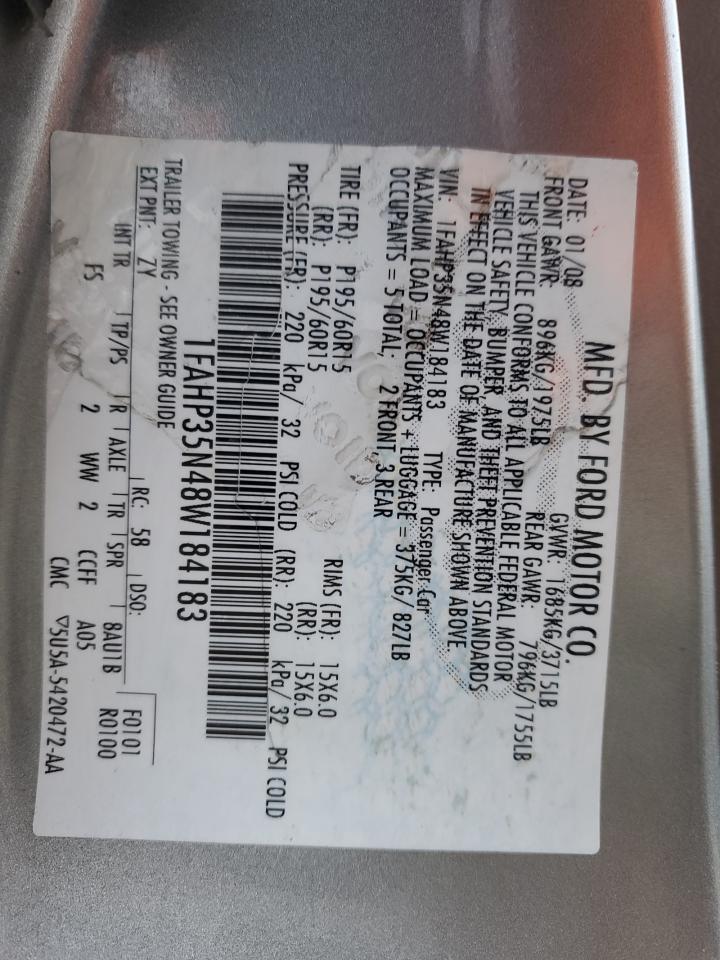 MFD. BY FORD MOTOR CO.
DATE: 01/08 GVWR: 1685KG/3715LB
FRONT GAWR: 896KG/1975LB REAR GAWR: 796KG/1755LB
THIS VEHICLE CONFORMS TO ALL APPLICABLE FEDERAL MOTOR
VEHICLE SAFETY, BUMPER, AND THEFT PREVENTION STANDARDS
IN EFFECT ON THE DATE OF MANUFACTURE SHOWN ABOVE.
VIN: 1FAHP35N48W184183 TYPE: Passenger Car
MAXIMUM LOAD = OCCUPANTS + LUGGAGE = 375KG/ 827LB
OCCUPANTS = 5 TOTAL; 2 FRONT, 3 REAR
TIRE (FR): P195/60R15 RIMS (FR): 15X6.0
(RR): P195/60R15 (RR): 15X6.0
PRESSURE (FR): 220 kPa/ 32 PSI COLD (RR): 220 kPa/ 32 PSI COLD
1FAHP35N48W184183
TRAILER TOWING - SEE OWNER GUIDE
EXT PNT: ZY RC: 58 DSO: F0101
INT TR TP/PS R AXLE TR SPR 8AU1B R0100
FS 2 WW 2 CCFF A05
CMC ▽5U5A-5420472-AA
VOID